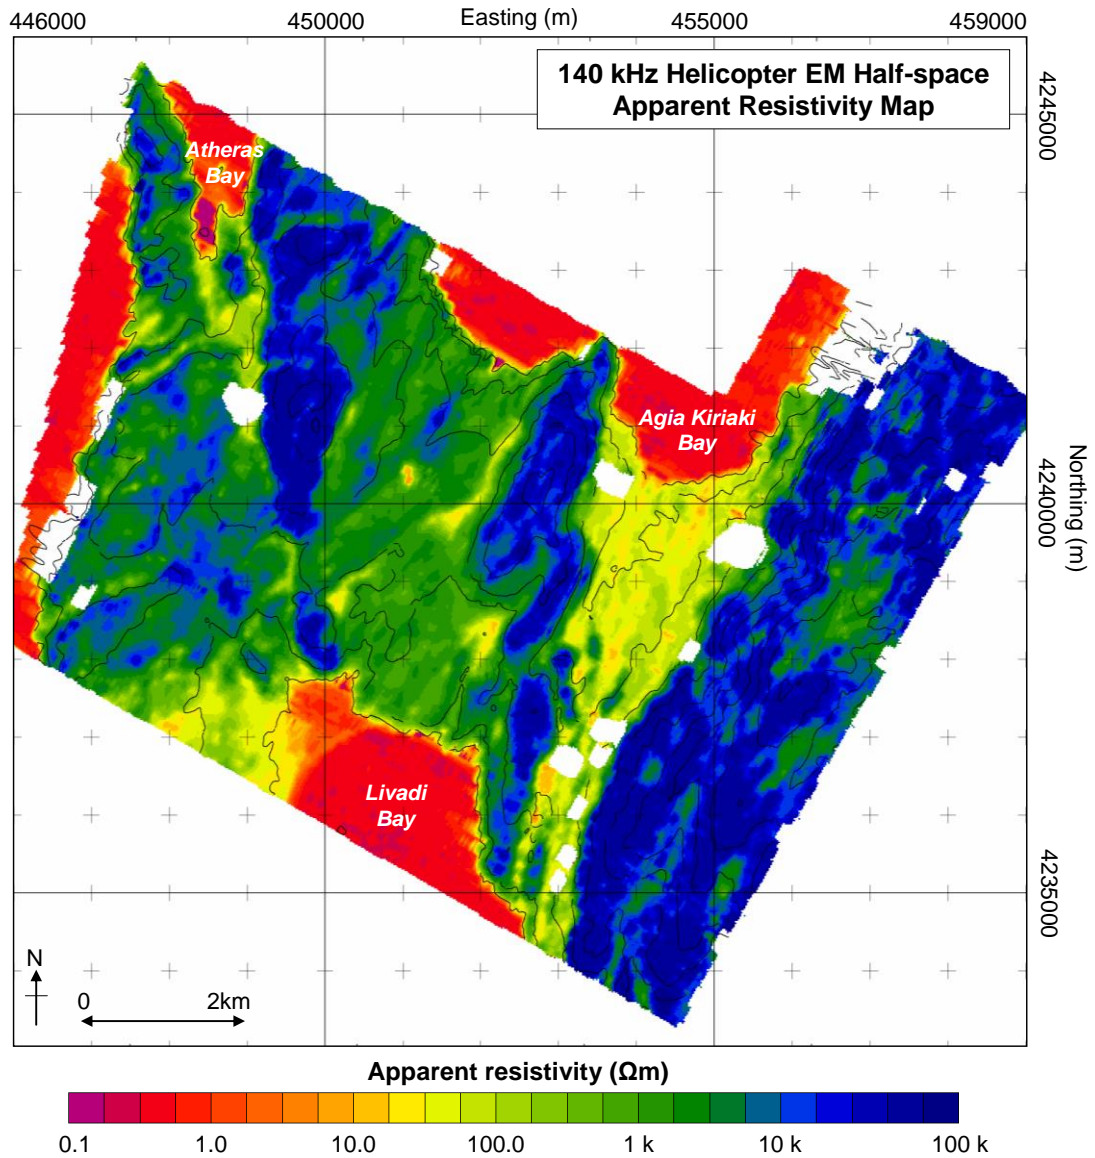 446000 450000 Easting (m) 455000 459000
140 kHz Helicopter EM Half-space
Apparent Resistivity Map
4245000
Atheras
Bay
Agia Kiriaki
Bay
Northing (m)
4240000
Livadi
Bay
4235000
N
0 2km
Apparent resistivity (Ωm)
0.1 1.0 10.0 100.0 1 k 10 k 100 k